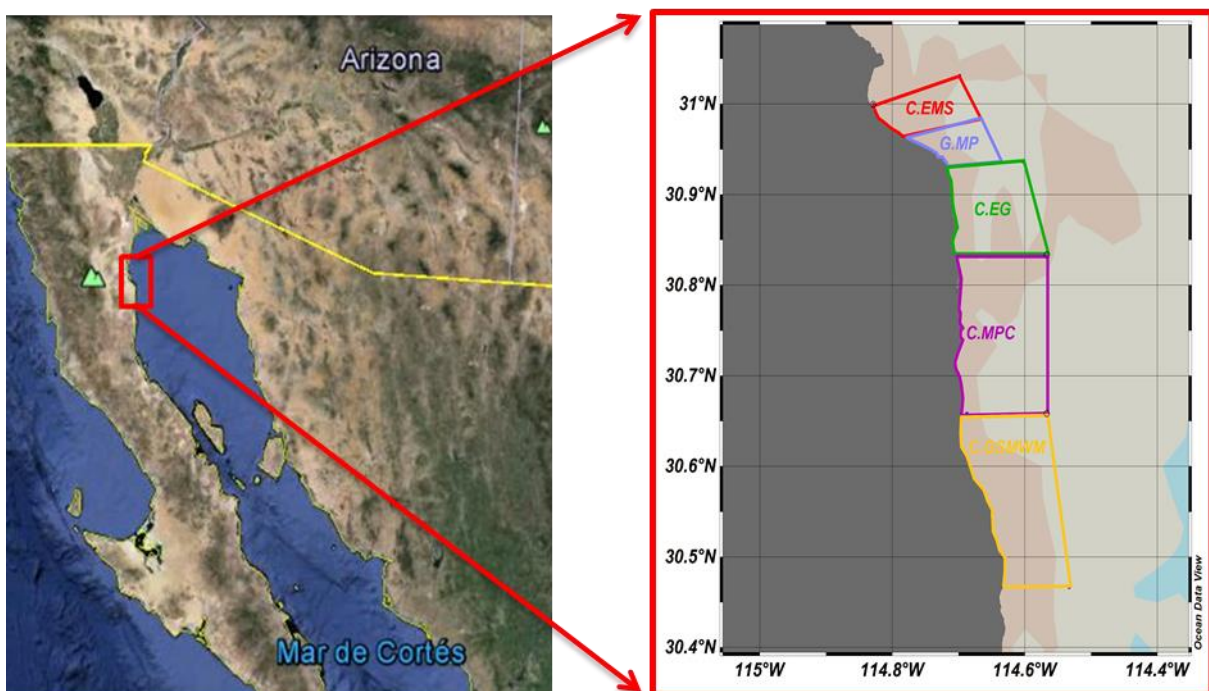 Arizona
Mar de Cortés
31°N
30.9°N
30.8°N
30.7°N
30.6°N
30.5°N
30.4°N
C.EMS
G.MP
C.EG
C.MPC
115°W
114.8°W
114.6°W
114.4°W
Ocean Data View